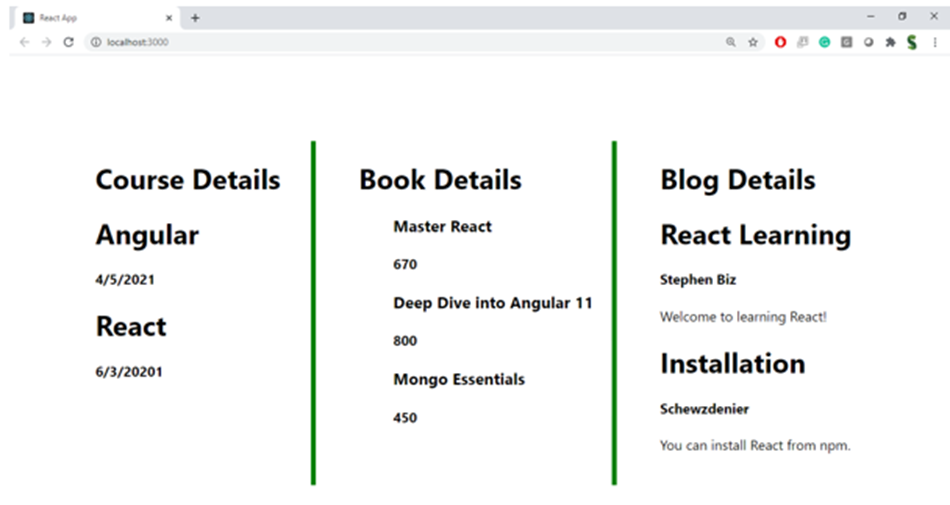 React App
localhost:3000
Course Details
Angular
4/5/2021
React
6/3/20201
Book Details
Master React
670
Deep Dive into Angular 11
800
Mongo Essentials
450
Blog Details
React Learning
Stephen Biz
Welcome to learning React!
Installation
Schewzdenier
You can install React from npm.